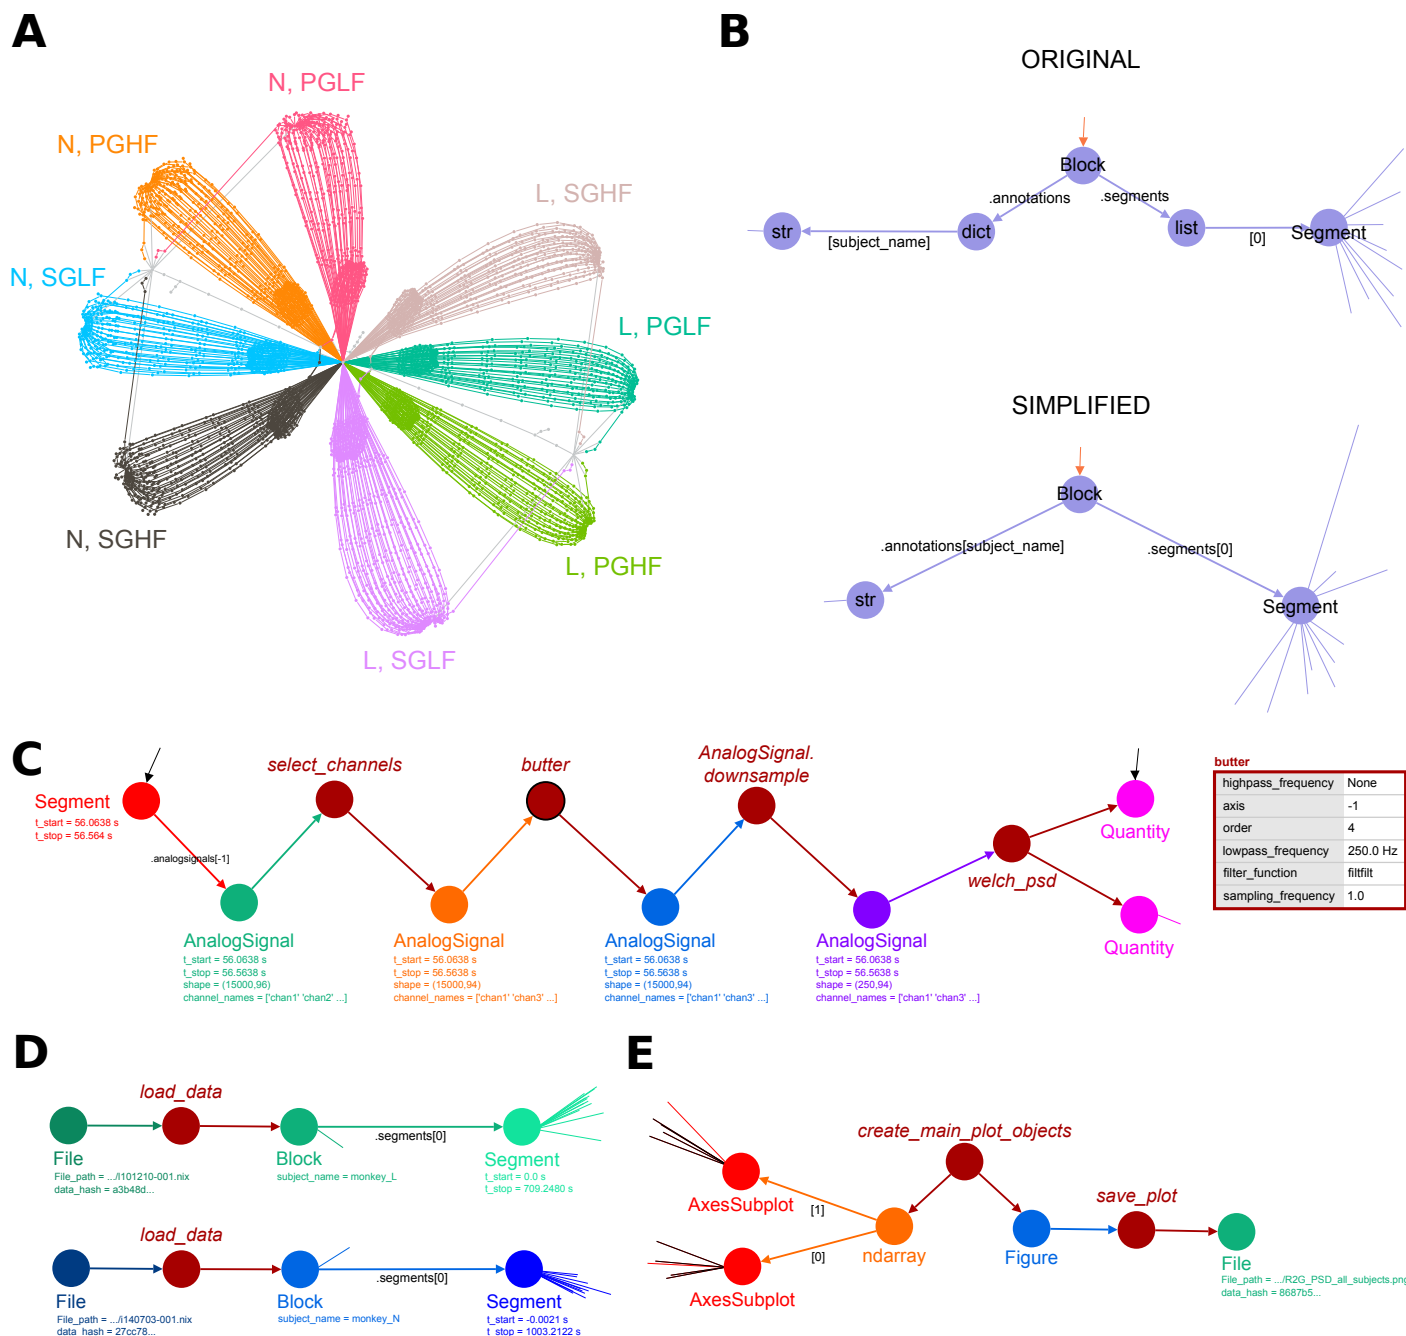 A
N, PGLF
N, PGHF
L, SGHF
N, SGLF
L, PGLF
N, SGHF
L, PGHF
L, SGLF
B
ORIGINAL
Block
.annotations
.segments
str
[subject_name]
dict
list
[0]
Segment
SIMPLIFIED
Block
.annotations[subject_name]
.segments[0]
str
Segment
C
Segment
t_start = 56.0638 s
t_stop = 56.564 s
.analogsignals[-1]
select_channels
butter
AnalogSignal.
downsample
welch_psd
Quantity
Quantity
AnalogSignal
t_start = 56.0638 s
t_stop = 56.5638 s
shape = (15000,96)
channel_names = ['chan1' 'chan2' ...]
AnalogSignal
t_start = 56.0638 s
t_stop = 56.5638 s
shape = (15000,94)
channel_names = ['chan1' 'chan3' ...]
AnalogSignal
t_start = 56.0638 s
t_stop = 56.5638 s
shape = (15000,94)
channel_names = ['chan1' 'chan3' ...]
AnalogSignal
t_start = 56.0638 s
t_stop = 56.5638 s
shape = (250,94)
channel_names = ['chan1' 'chan3' ...]
butter
highpass_frequency None
axis -1
order 4
lowpass_frequency 250.0 Hz
filter_function filtfilt
sampling_frequency 1.0
D
load_data
File
File_path = .../l101210-001.nix
data_hash = a3b48d...
Block
subject_name = monkey_L
.segments[0]
Segment
t_start = 0.0 s
t_stop = 709.2480 s
load_data
File
File_path = .../i140703-001.nix
data_hash = 27cc78...
Block
subject_name = monkey_N
.segments[0]
Segment
t_start = -0.0021 s
t_stop = 1003.2122 s
E
create_main_plot_objects
AxesSubplot
[1]
[0]
AxesSubplot
ndarray
Figure
save_plot
File
File_path = .../R2G_PSD_all_subjects.png
data_hash = 8687b5...